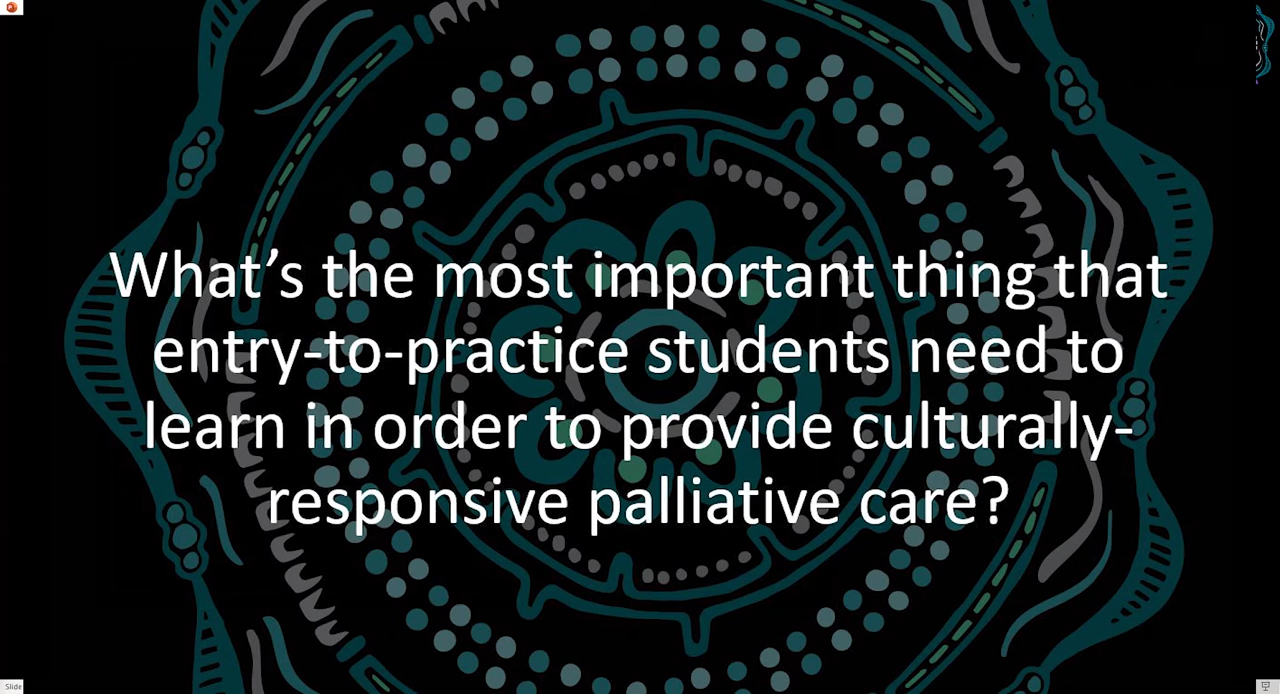 What’s the most important thing that
entry-to-practice students need to
learn in order to provide culturally-
responsive palliative care?
Slide